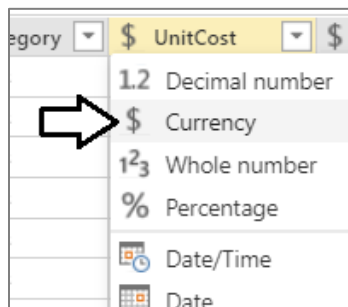 egory $ UnitCost $
1.2 Decimal number
$ Currency
1²3 Whole number
% Percentage
Date/Time
Date